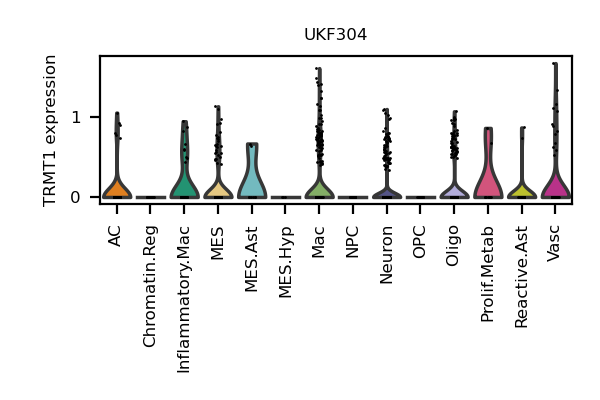 UKF304
TRMT1 expression
1
0
AC
Chromatin.Reg
Inflammatory.Mac
MES
MES.Ast
MES.Hyp
Mac
NPC
Neuron
OPC
Oligo
Prolif.Metab
Reactive.Ast
Vasc